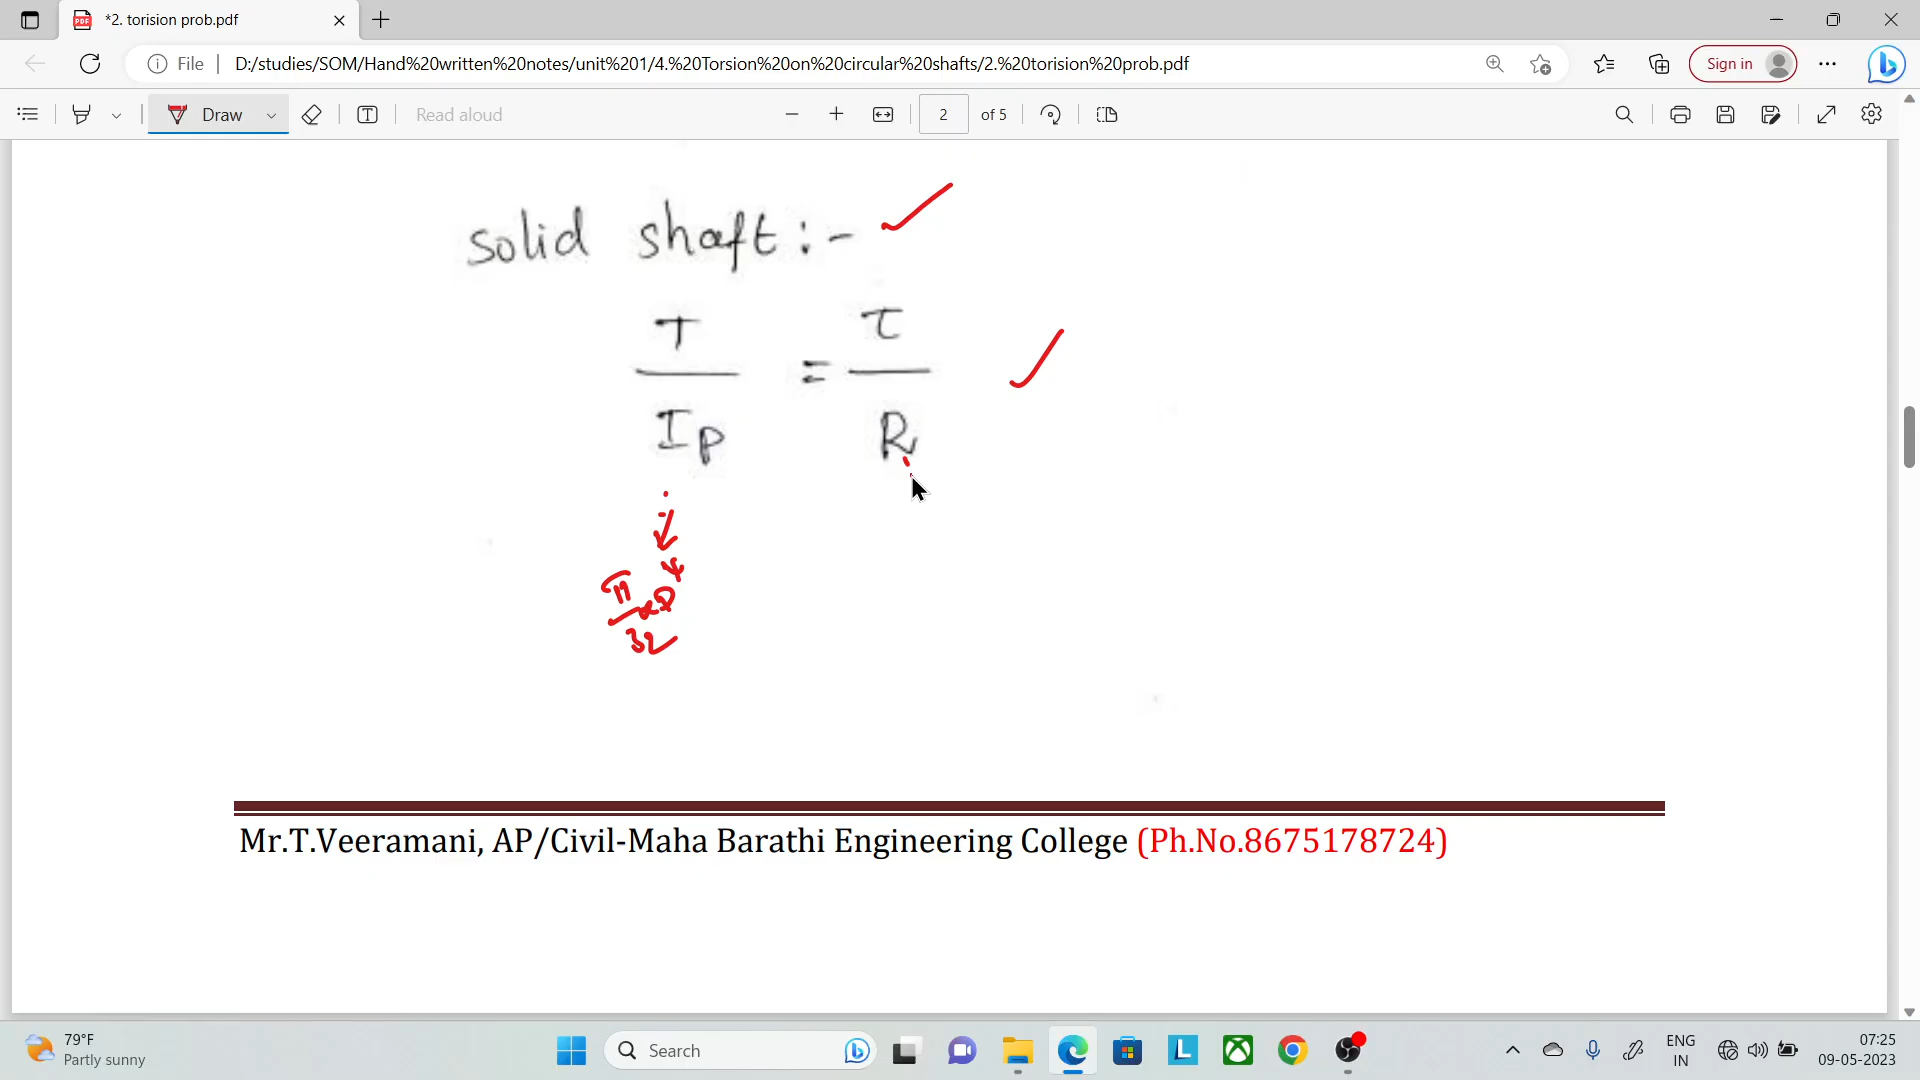 *2. torision prob.pdf
File | D:/studies/SOM/Hand%20written%20notes/unit%201/4.%20Torsion%20on%20circular%20shafts/2.%20torision%20prob.pdf
Sign in
Draw
Read aloud
2 of 5
solid shaft :-
T/Ip = τ/R
π/32 x D⁴
Mr.T.Veeramani, AP/Civil-Maha Barathi Engineering College (Ph.No.8675178724)
79°F
Partly sunny
Search
ENG
IN
07:25
09-05-2023